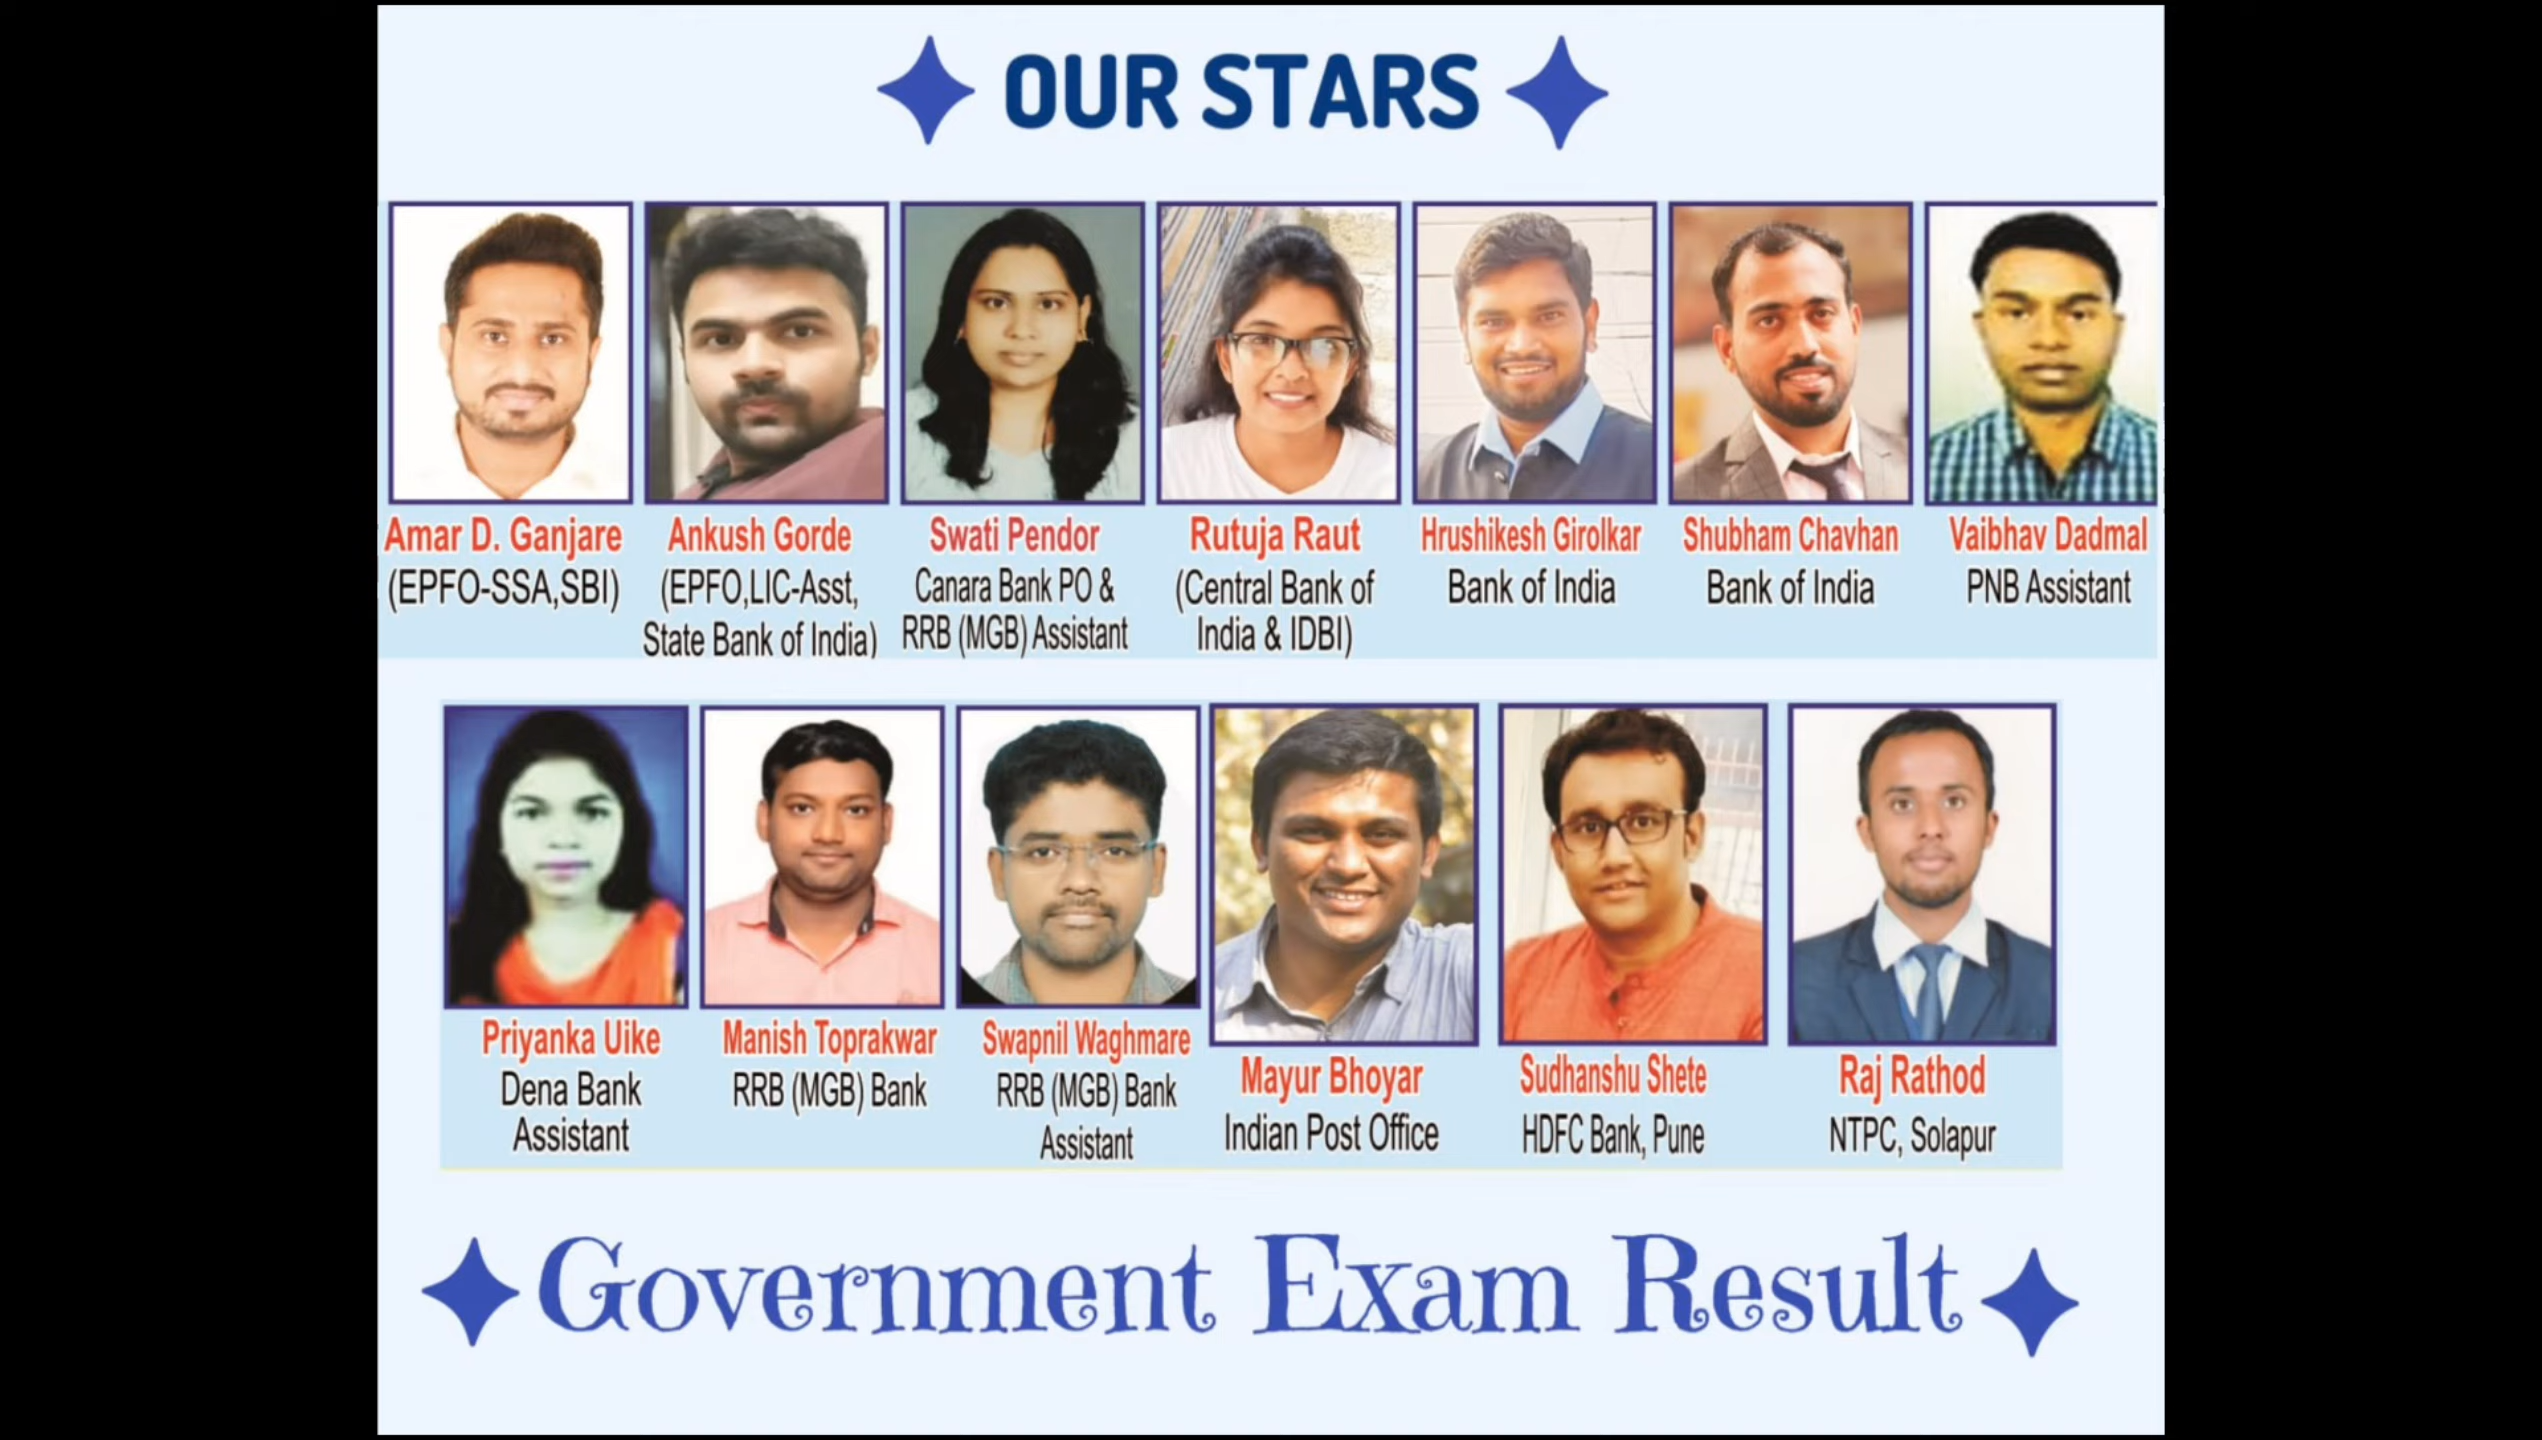 OUR STARS
Amar D. Ganjare
(EPFO-SSA,SBI)
Ankush Gorde
(EPFO,LIC-Asst,
State Bank of India)
Swati Pendor
Canara Bank PO &
RRB (MGB) Assistant
Rutuja Raut
(Central Bank of
India & IDBI)
Hrushikesh Girolkar
Bank of India
Shubham Chavhan
Bank of India
Vaibhav Dadmal
PNB Assistant
Priyanka Uike
Dena Bank
Assistant
Manish Toprakwar
RRB (MGB) Bank
Swapnil Waghmare
RRB (MGB) Bank
Assistant
Mayur Bhoyar
Indian Post Office
Sudhanshu Shete
HDFC Bank, Pune
Raj Rathod
NTPC, Solapur
Government Exam Result